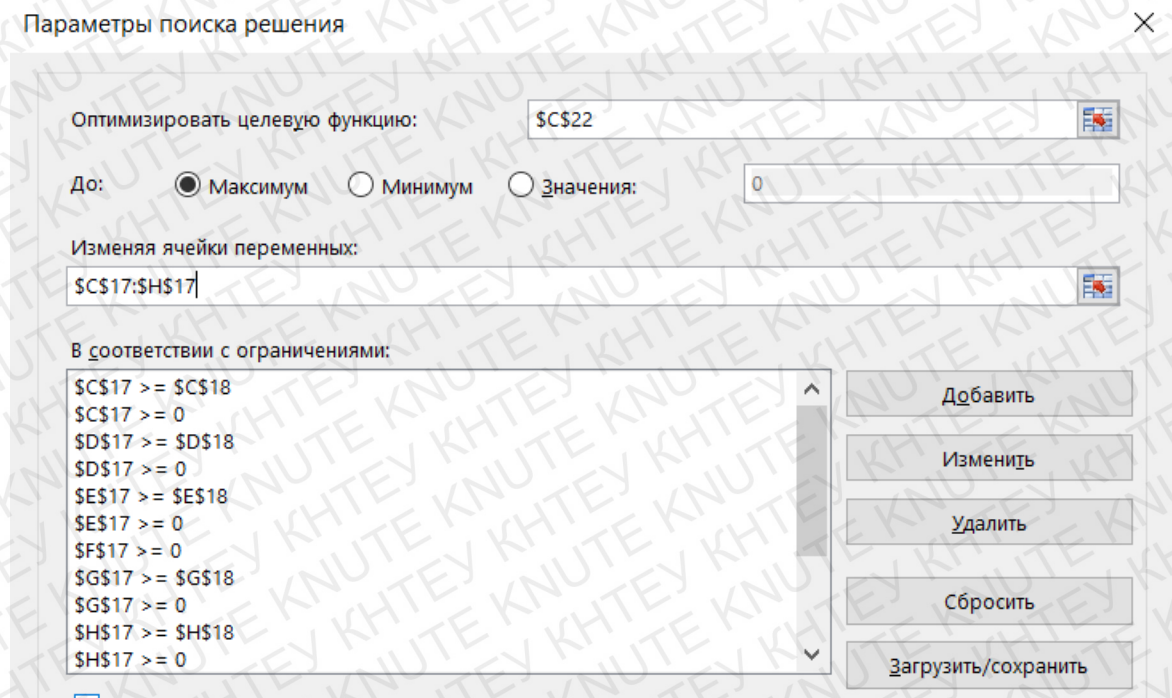 Параметры поиска решения
Оптимизировать целевую функцию: $C$22
До: Максимум Минимум Значения: 0
Изменяя ячейки переменных:
$C$17:$H$17
В соответствии с ограничениями:
$C$17 >= $C$18
$C$17 >= 0
$D$17 >= $D$18
$D$17 >= 0
$E$17 >= $E$18
$E$17 >= 0
$F$17 >= 0
$G$17 >= $G$18
$G$17 >= 0
$H$17 >= $H$18
$H$17 >= 0
Добавить
Изменить
Удалить
Сбросить
Загрузить/сохранить
KNUTE КНТЕУ